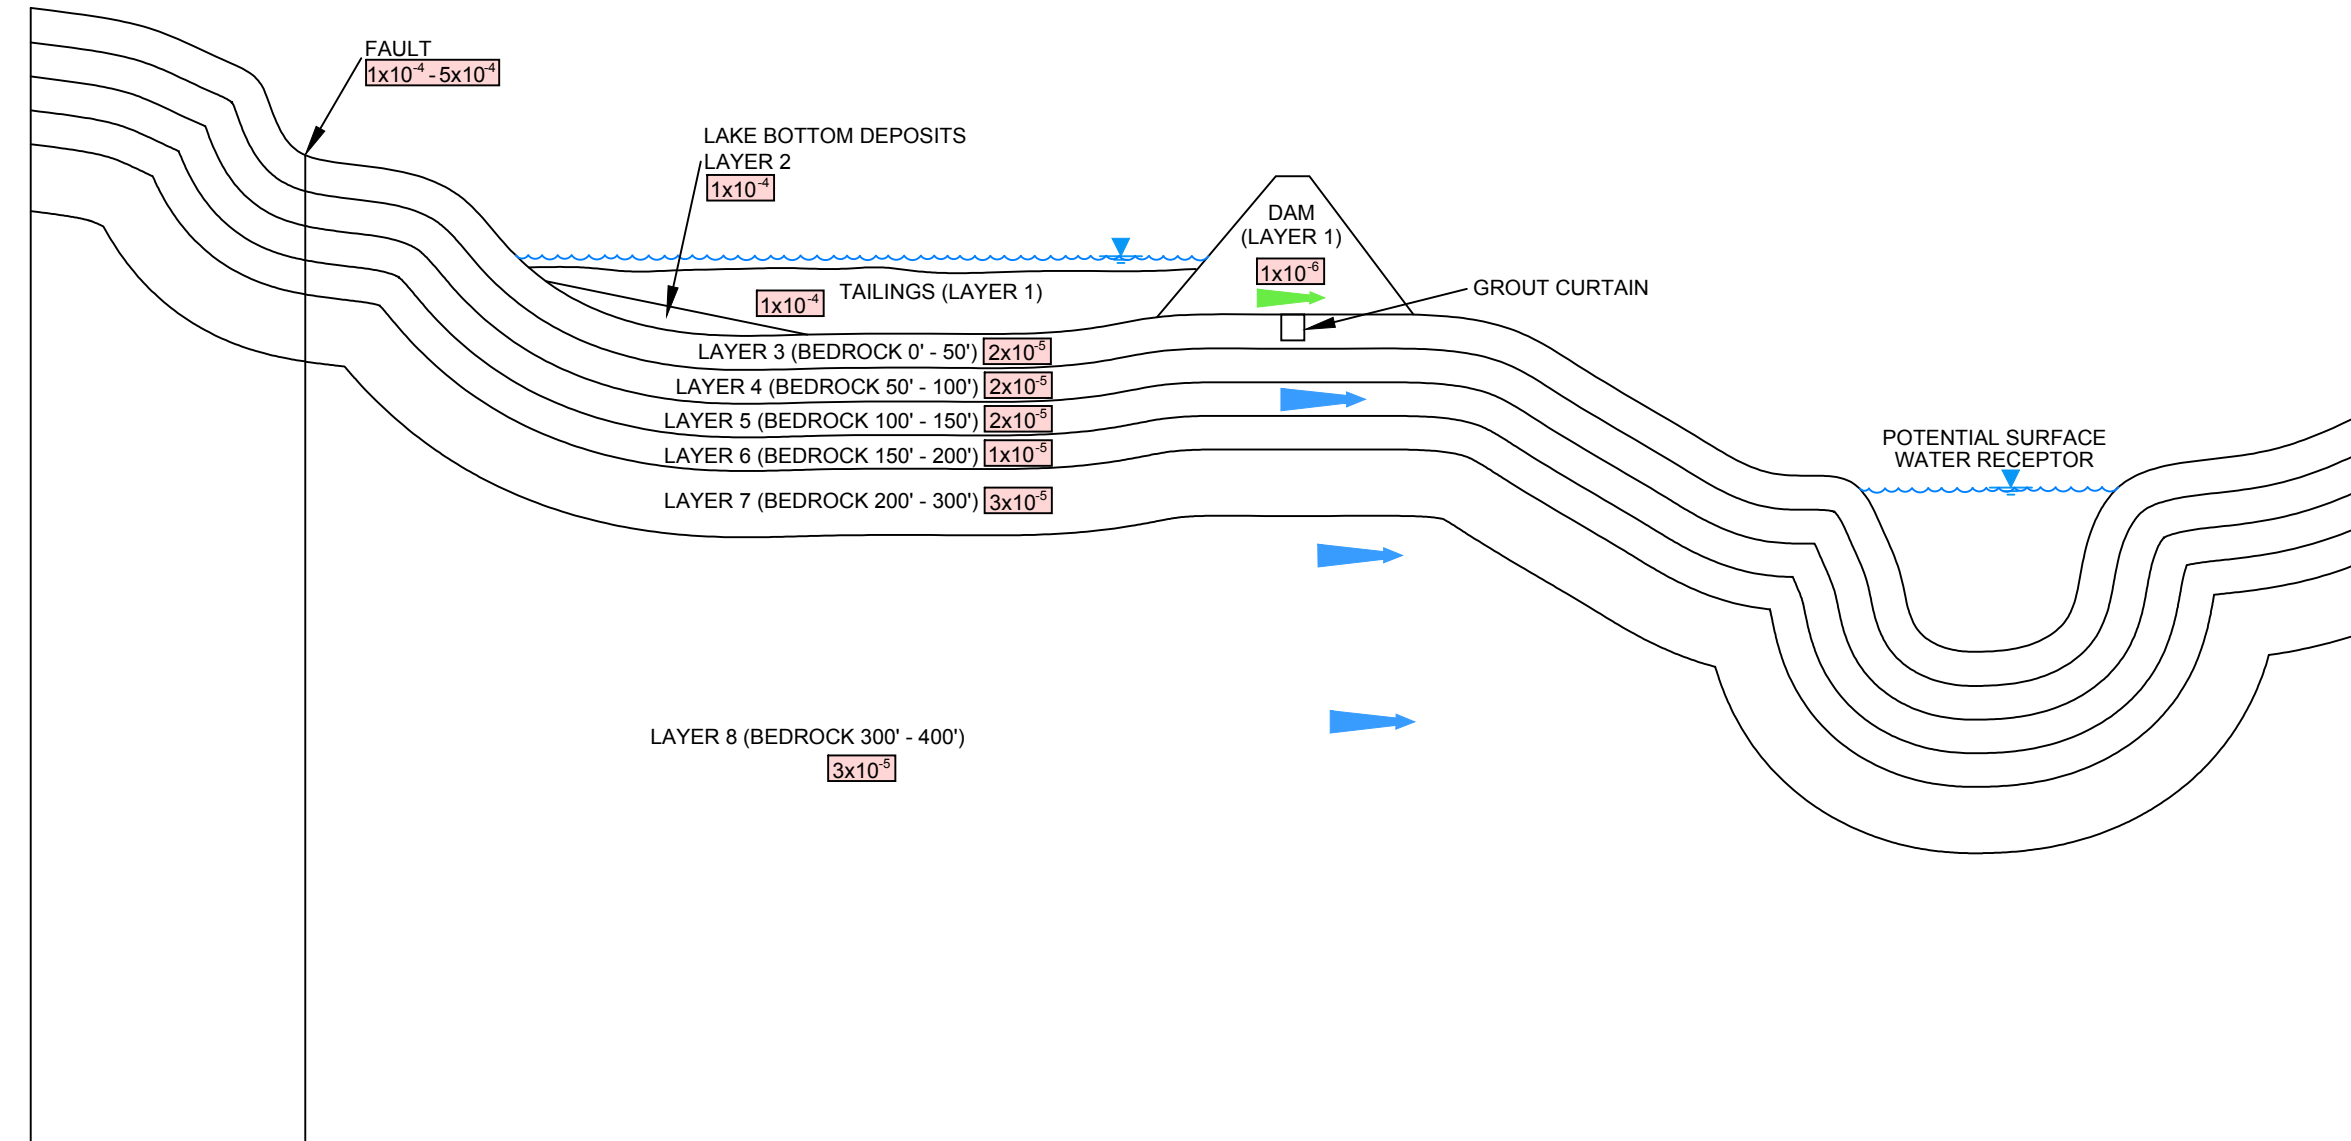 FAULT
1x10⁻⁴ - 5x10⁻⁴
LAKE BOTTOM DEPOSITS
LAYER 2
1x10⁻⁴
DAM
(LAYER 1)
1x10⁻⁶
TAILINGS (LAYER 1)
1x10⁻⁴
GROUT CURTAIN
LAYER 3 (BEDROCK 0' - 50') 2x10⁻⁵
LAYER 4 (BEDROCK 50' - 100') 2x10⁻⁵
LAYER 5 (BEDROCK 100' - 150') 2x10⁻⁵
LAYER 6 (BEDROCK 150' - 200') 1x10⁻⁵
LAYER 7 (BEDROCK 200' - 300') 3x10⁻⁵
POTENTIAL SURFACE
WATER RECEPTOR
LAYER 8 (BEDROCK 300' - 400')
3x10⁻⁵